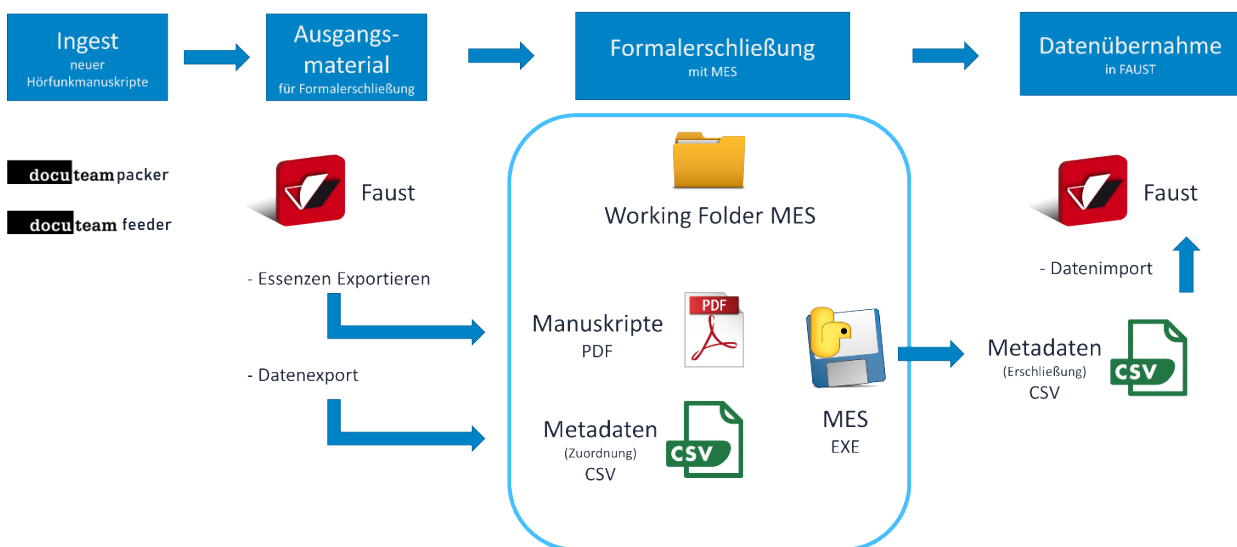 Ingest
neuer
Hörfunkmanuskripte
Ausgangs-
material
für Formalerschließung
Formalerschließung
mit MES
Datenübernahme
in FAUST
docuteam packer
docuteam feeder
Faust
- Essenzen Exportieren
- Datenexport
Working Folder MES
Manuskripte
PDF
PDF
Metadaten
(Zuordnung)
CSV
CSV
MES
EXE
Faust
- Datenimport
Metadaten
(Erschließung)
CSV
CSV